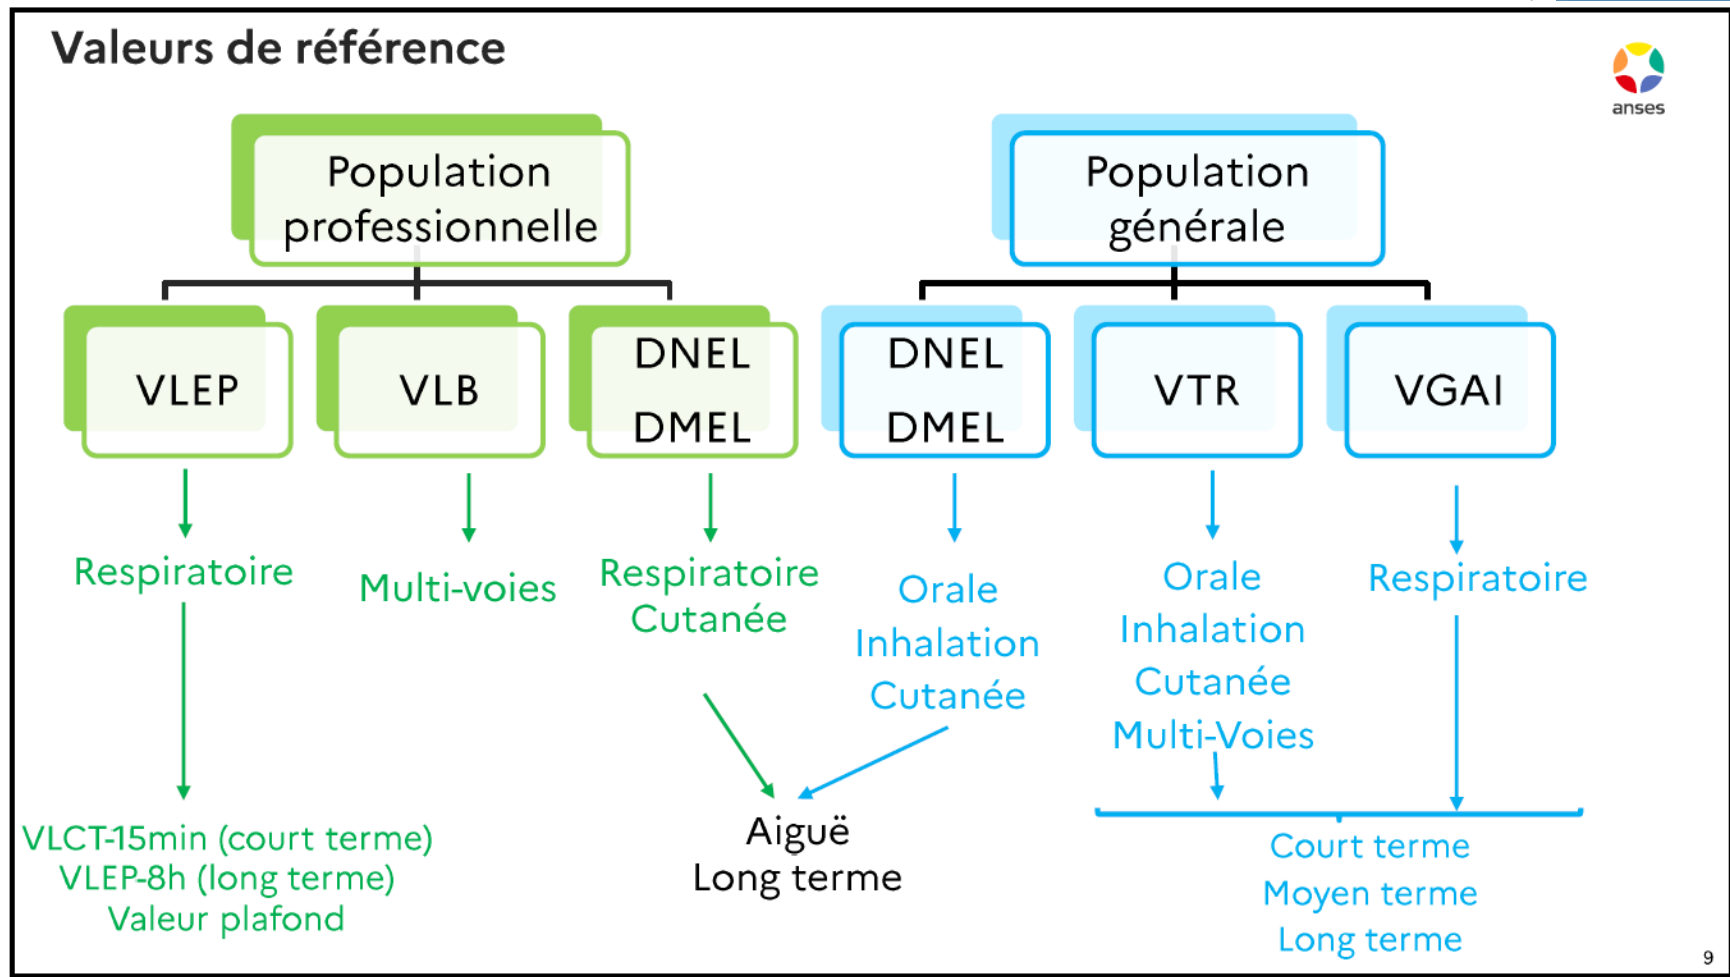 Valeurs de référence
anses
Population
professionnelle
Population
générale
VLEP
VLB
DNEL
DMEL
DNEL
DMEL
VTR
VGAI
Respiratoire
Multi-voies
Respiratoire
Cutanée
Orale
Inhalation
Cutanée
Orale
Inhalation
Cutanée
Multi-Voies
Respiratoire
VLCT-15min (court terme)
VLEP-8h (long terme)
Valeur plafond
Aiguë
Long terme
Court terme
Moyen terme
Long terme
9